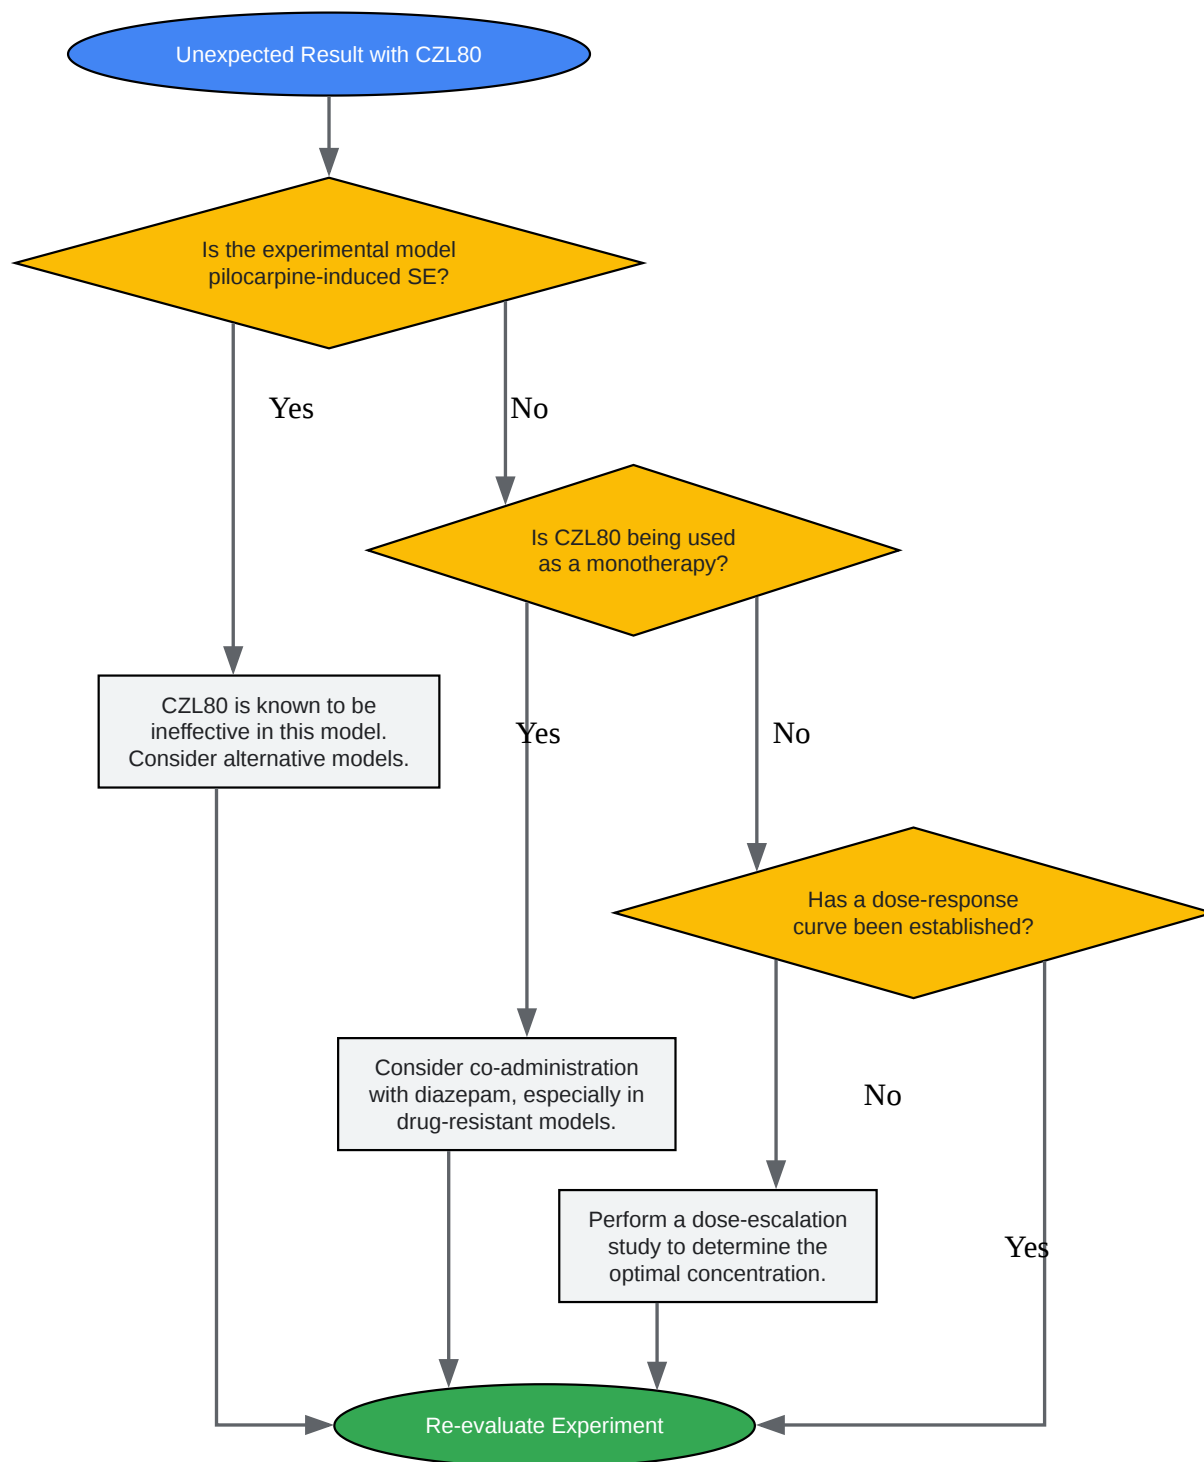 Unexpected Result with CZL80
Is the experimental model
pilocarpine-induced SE?
Yes
No
Is CZL80 being used
as a monotherapy?
CZL80 is known to be
ineffective in this model.
Consider alternative models.
Yes
No
Has a dose-response
curve been established?
Consider co-administration
with diazepam, especially in
drug-resistant models.
No
Perform a dose-escalation
study to determine the
optimal concentration.
Yes
Re-evaluate Experiment